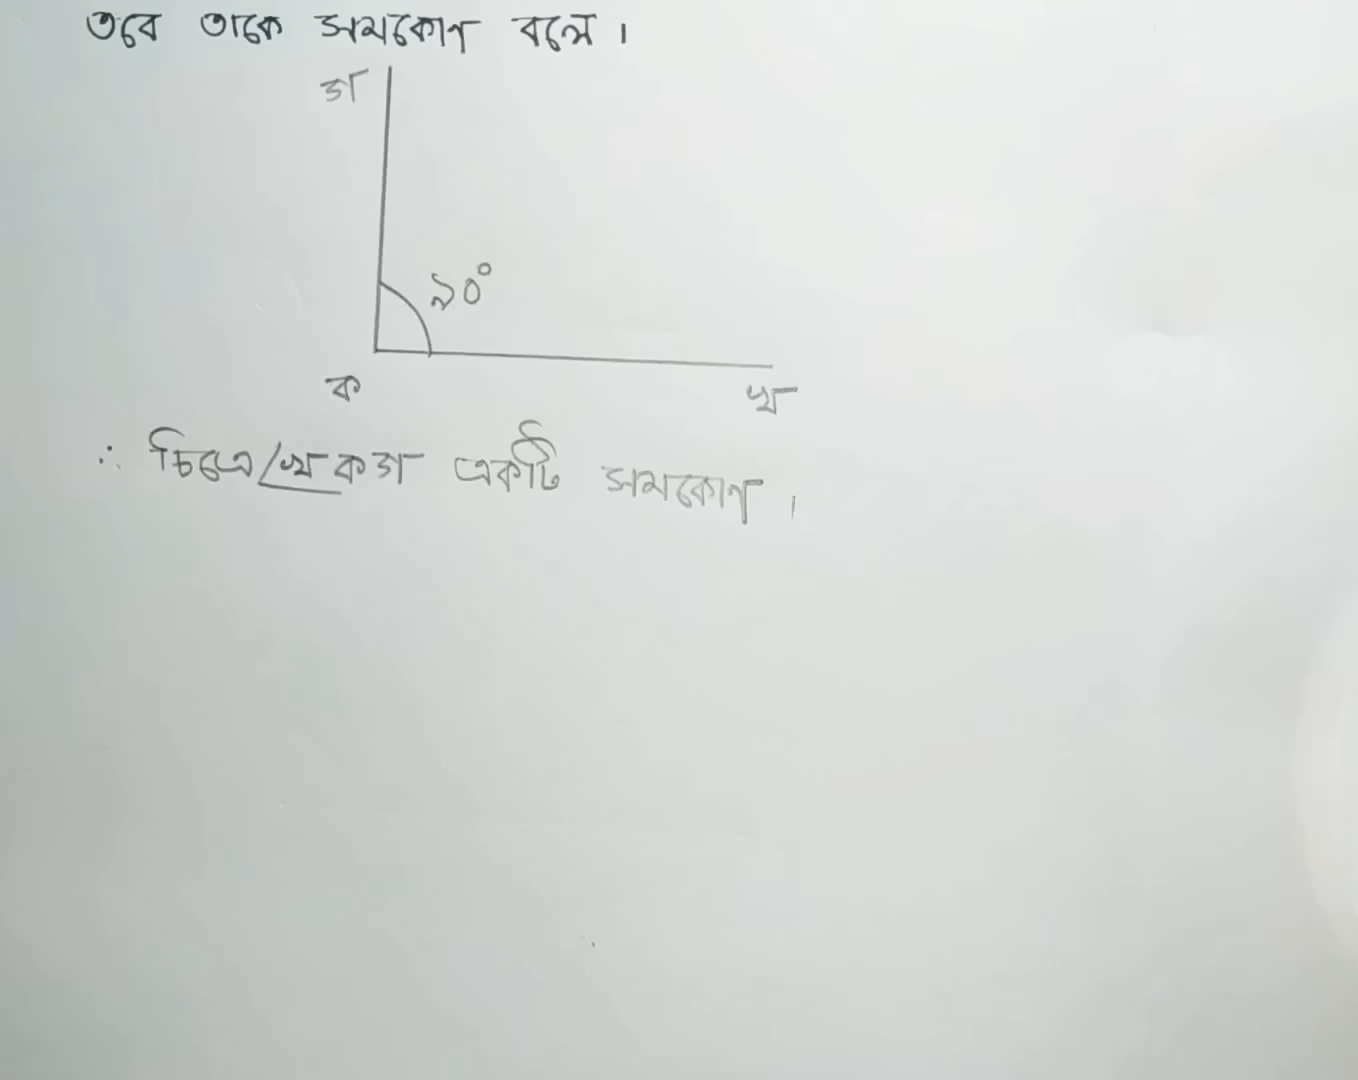 তবে তাকে সমকোণ বলে ।
গ
৯০°
ক
খ
∴ চিত্রে ∠খকগ একটি সমকোণ ।